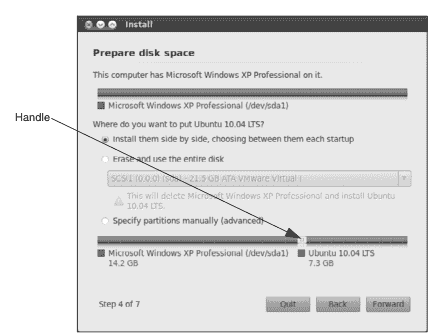 Install
Prepare disk space
This computer has Microsoft Windows XP Professional on it.
Microsoft Windows XP Professional (/dev/sda1)
Handle
Where do you want to put Ubuntu 10.04 LTS?
Install them side by side, choosing between them each startup
Erase and use the entire disk
SCSI1 (0,0,0) (sda) - 21.5 GB ATA VMware Virtual I
This will delete Microsoft Windows XP Professional and install Ubuntu
10.04 LTS.
Specify partitions manually (advanced)
Microsoft Windows XP Professional (/dev/sda1)
14.2 GB
Ubuntu 10.04 LTS
7.3 GB
Step 4 of 7
Quit
Back
Forward